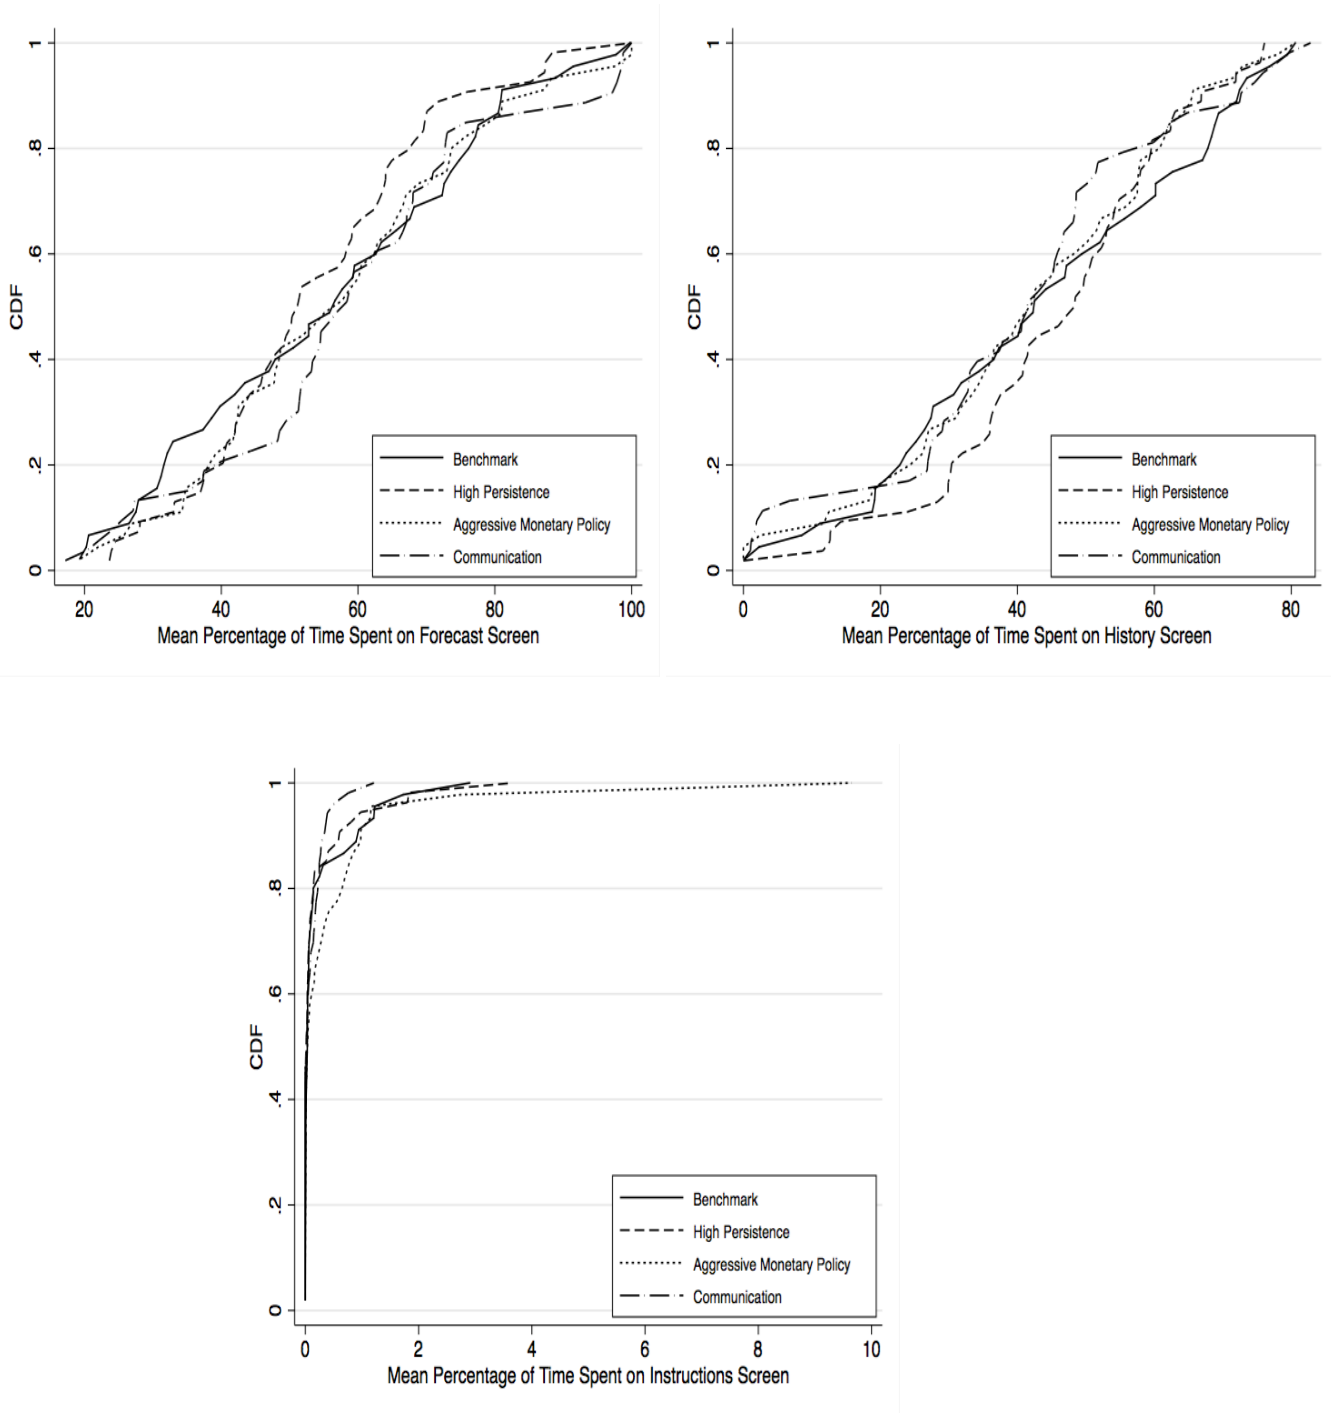 CDF
1
.8
.6
.4
.2
0
20 40 60 80 100
Mean Percentage of Time Spent on Forecast Screen
Benchmark
High Persistence
Aggressive Monetary Policy
Communication
CDF
1
.8
.6
.4
.2
0
0 20 40 60 80
Mean Percentage of Time Spent on History Screen
Benchmark
High Persistence
Aggressive Monetary Policy
Communication
CDF
1
.8
.6
.4
.2
0
0 2 4 6 8 10
Mean Percentage of Time Spent on Instructions Screen
Benchmark
High Persistence
Aggressive Monetary Policy
Communication